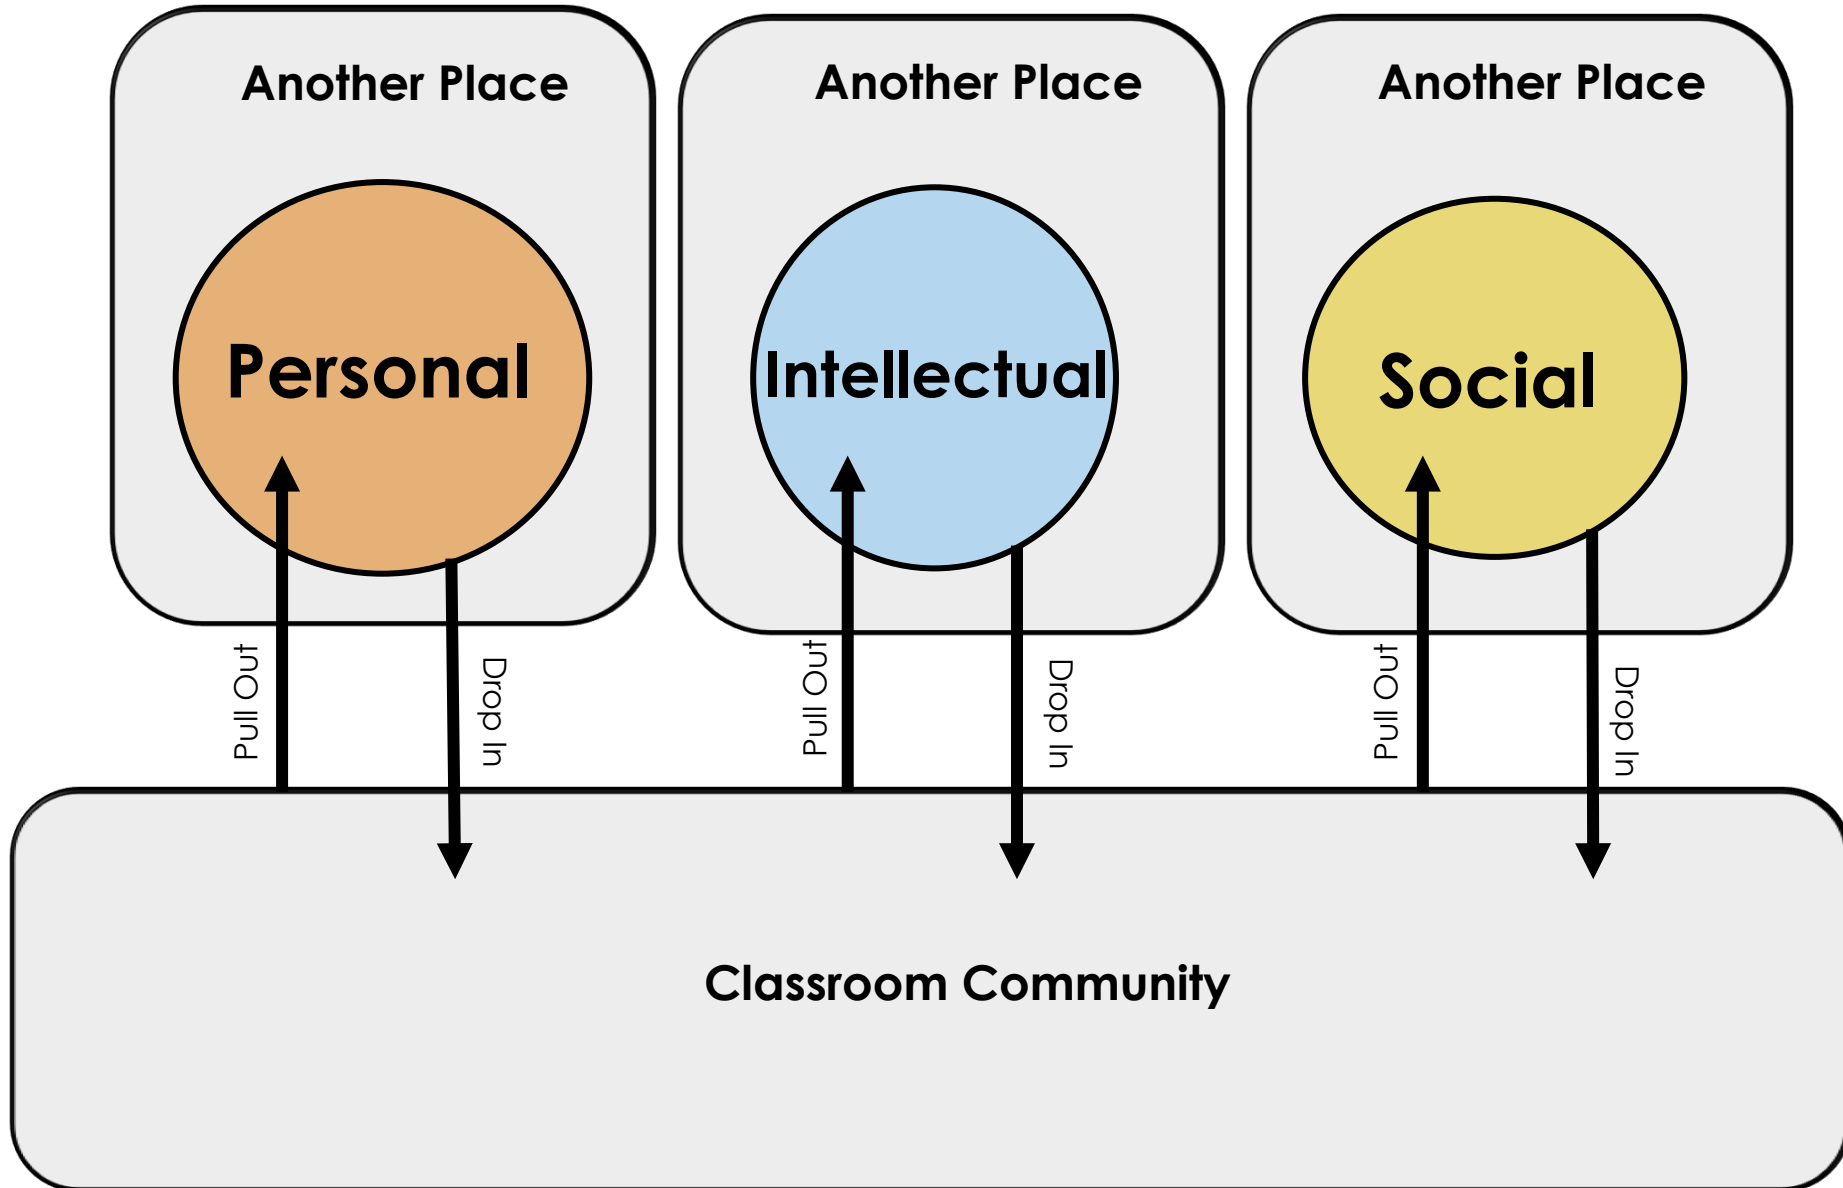 Another Place
Another Place
Another Place
Personal
Intellectual
Social
Pull Out
Drop In
Pull Out
Drop In
Pull Out
Drop In
Classroom Community